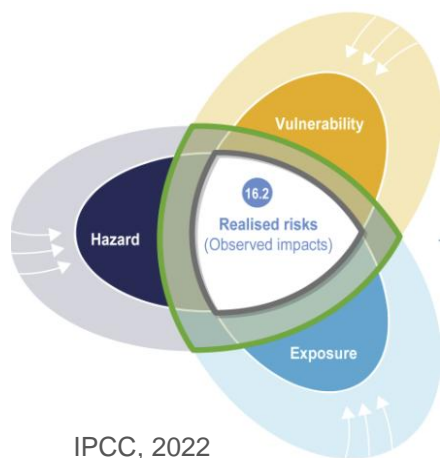 Vulnerability
16.2
Realised risks
(Observed impacts)
Hazard
Exposure
IPCC, 2022